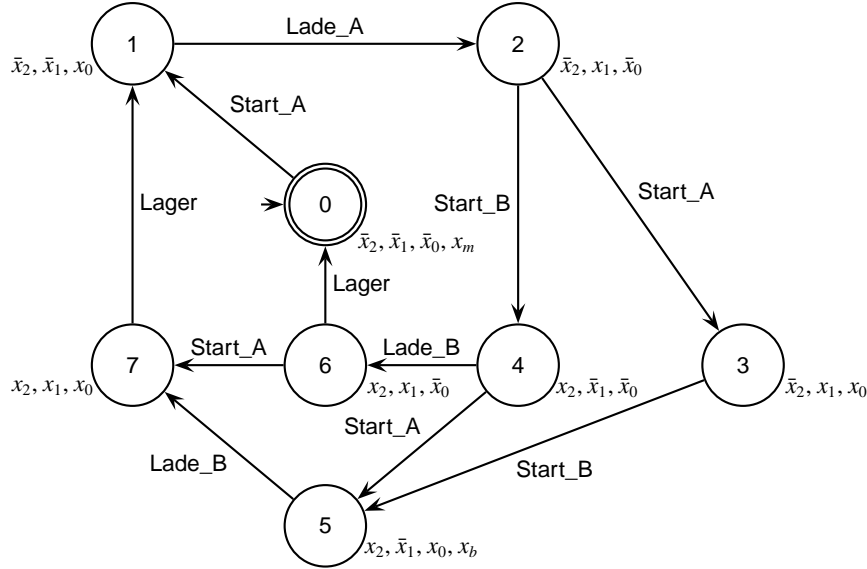 Lade_A
1
2
x̄₂, x̄₁, x₀
x̄₂, x₁, x̄₀
Start_A
Lager
Start_B
Start_A
0
x̄₂, x̄₁, x̄₀, xₘ
Lager
7
Start_A
6
Lade_B
4
3
x₂, x₁, x₀
x₂, x₁, x̄₀
x₂, x̄₁, x̄₀
x̄₂, x₁, x₀
Start_A
Lade_B
Start_B
5
x₂, x̄₁, x₀, x_b